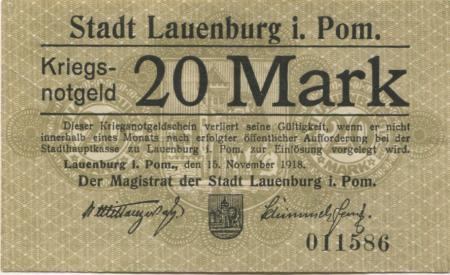 Stadt Lauenburg i. Pom.
Kriegs-
notgeld
20 Mark
Dieser Kriegsnotgeldschein verliert seine Gültigkeit, wenn er nicht
innerhalb eines Monats nach erfolgter öffentlicher Aufforderung bei der
Stadthauptkasse zu Lauenburg i. Pom. zur Einlösung vorgelegt wird.
Lauenburg i. Pom., den 15. November 1918.
Der Magistrat der Stadt Lauenburg i. Pom.
011586